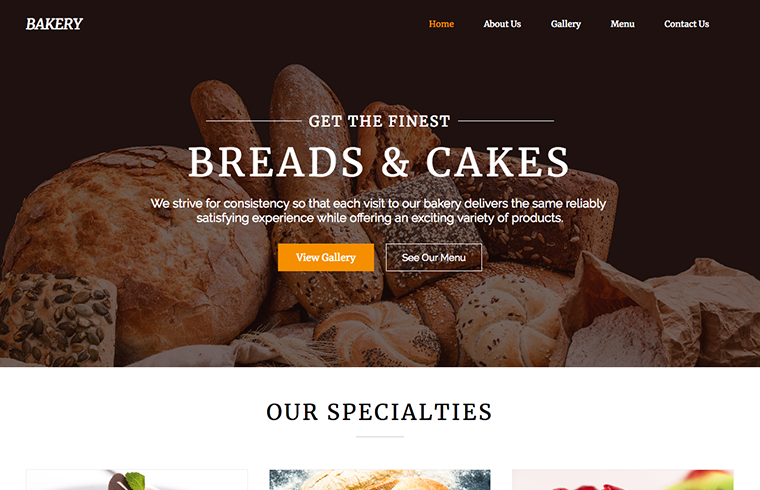 BAKERY
Home About Us Gallery Menu Contact Us
GET THE FINEST
BREADS & CAKES
We strive for consistency so that each visit to our bakery delivers the same reliably
satisfying experience while offering an exciting variety of products.
View Gallery See Our Menu
OUR SPECIALTIES